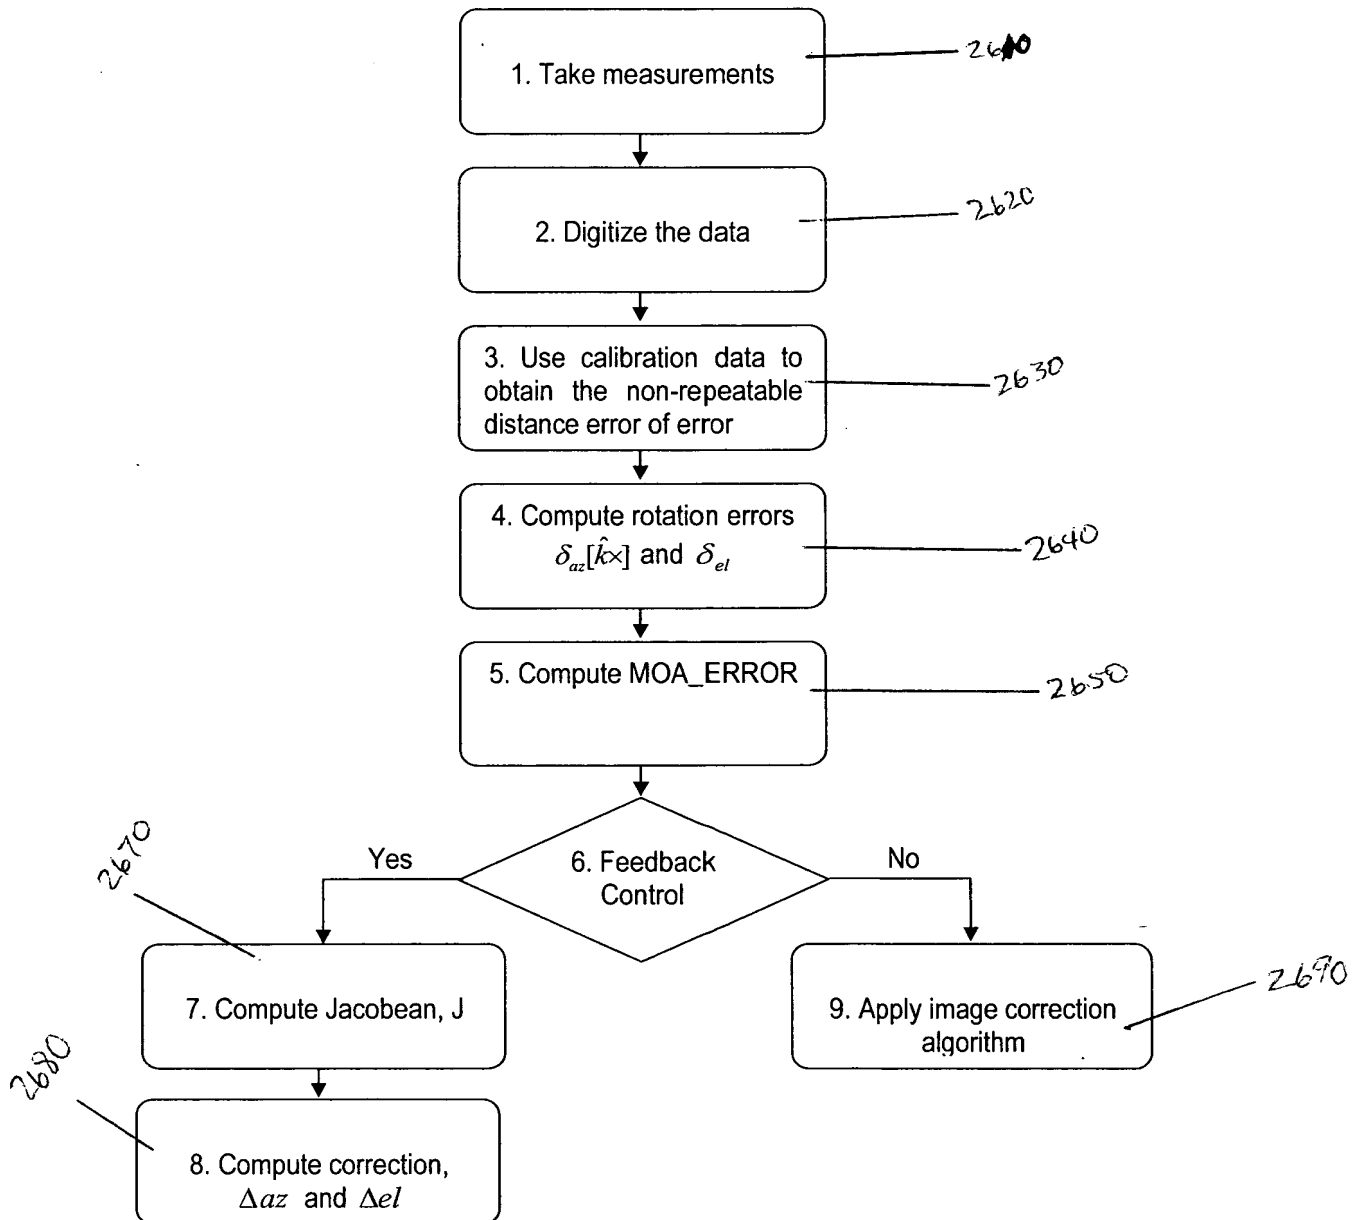 1. Take measurements
2610
2. Digitize the data
2620
3. Use calibration data to
obtain the non-repeatable
distance error of error
2630
4. Compute rotation errors
δaz[k̂×] and δel
2640
5. Compute MOA_ERROR
2650
6. Feedback
Control
Yes
No
2670
7. Compute Jacobean, J
9. Apply image correction
algorithm
2690
2680
8. Compute correction,
Δaz and Δel